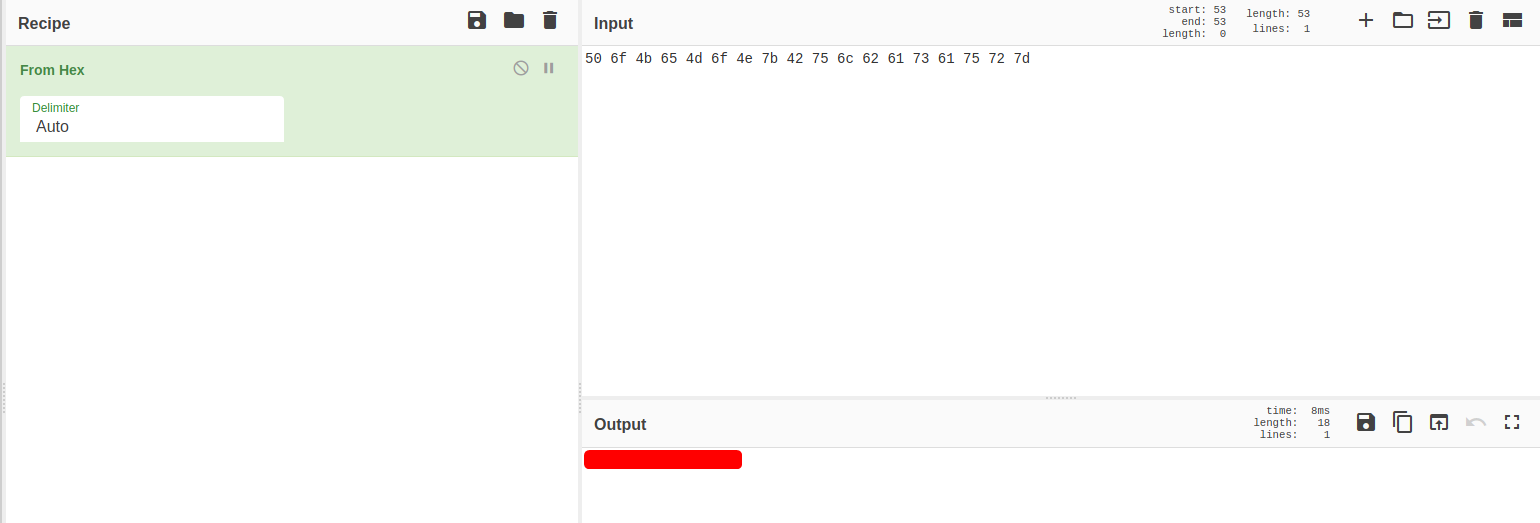 Recipe
From Hex
Delimiter
Auto
Input
start: 53
end: 53
length: 0
length: 53
lines: 1
50 6f 4b 65 4d 6f 4e 7b 42 75 6c 62 61 73 61 75 72 7d
Output
time: 8ms
length: 18
lines: 1